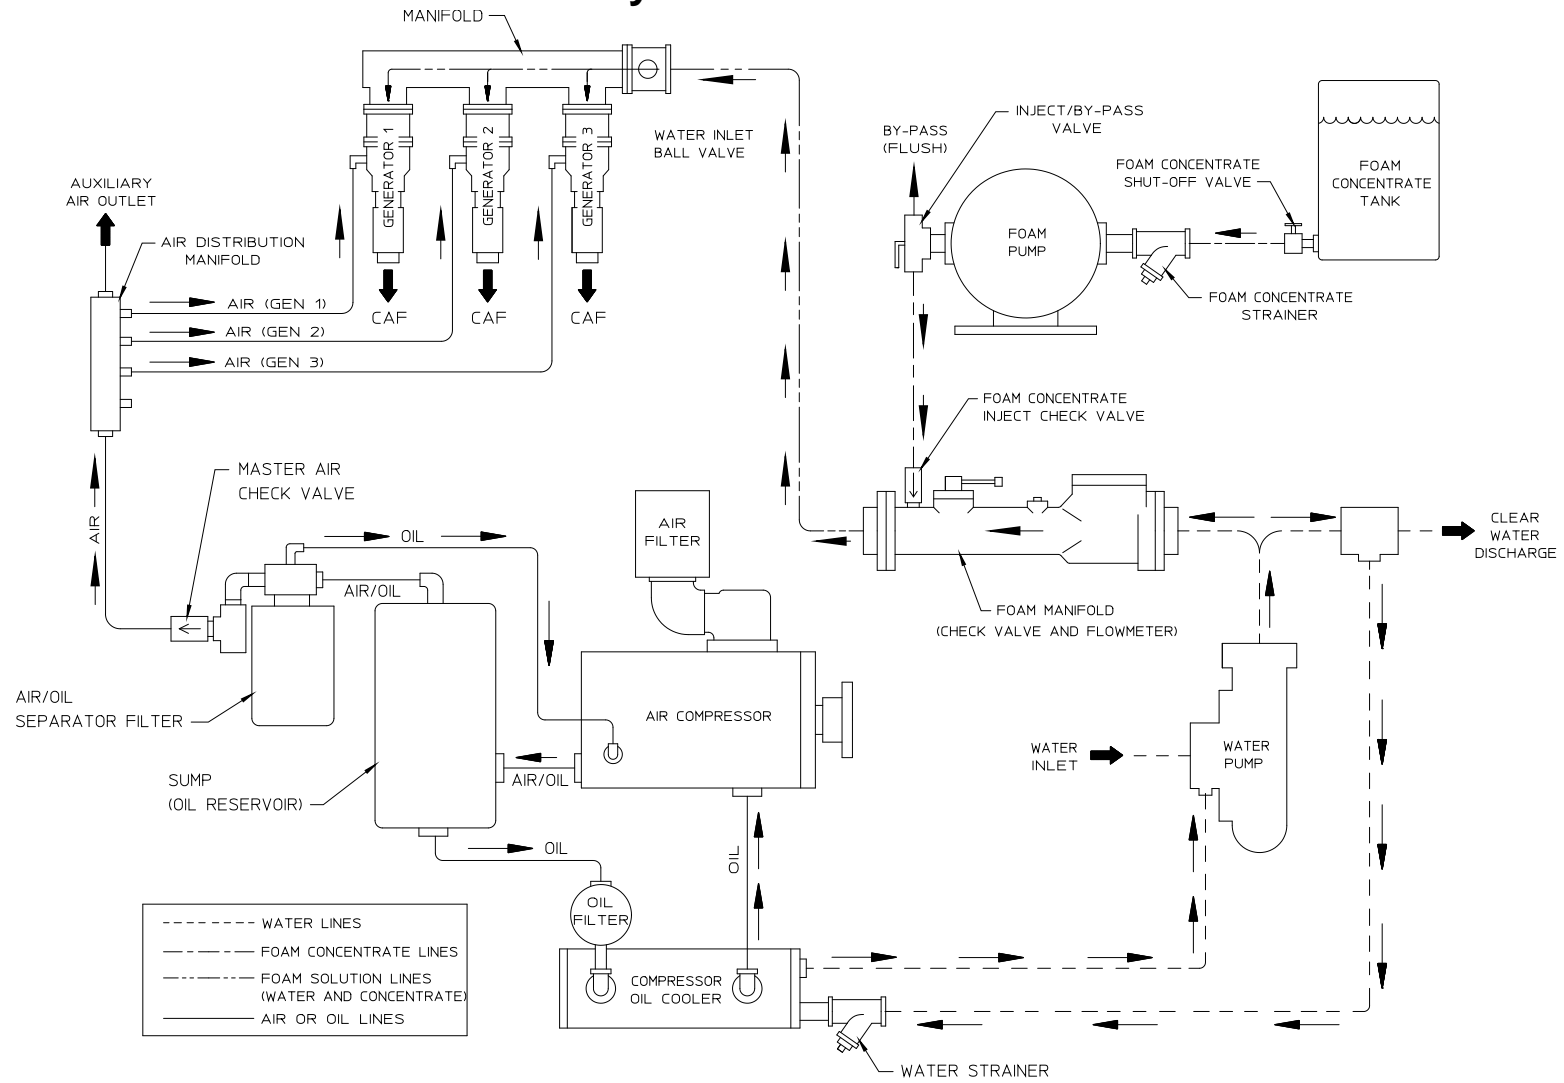 MANIFOLD
GENERATOR 1
GENERATOR 2
GENERATOR 3
WATER INLET
BALL VALVE
BY-PASS
(FLUSH)
INJECT/BY-PASS
VALVE
FOAM CONCENTRATE
SHUT-OFF VALVE
FOAM
CONCENTRATE
TANK
AUXILIARY
AIR OUTLET
AIR DISTRIBUTION
MANIFOLD
FOAM
PUMP
FOAM CONCENTRATE
STRAINER
AIR (GEN 1)
AIR (GEN 2)
AIR (GEN 3)
CAF
CAF
CAF
FOAM CONCENTRATE
INJECT CHECK VALVE
MASTER AIR
CHECK VALVE
AIR
OIL
AIR/OIL
AIR
FILTER
CLEAR
WATER
DISCHARGE
FOAM MANIFOLD
(CHECK VALVE AND FLOWMETER)
AIR/OIL
SEPARATOR FILTER
AIR COMPRESSOR
SUMP
(OIL RESERVOIR)
AIR/OIL
WATER
INLET
WATER
PUMP
OIL
OIL
OIL
FILTER
COMPRESSOR
OIL COOLER
WATER STRAINER
WATER LINES
FOAM CONCENTRATE LINES
FOAM SOLUTION LINES
(WATER AND CONCENTRATE)
AIR OR OIL LINES